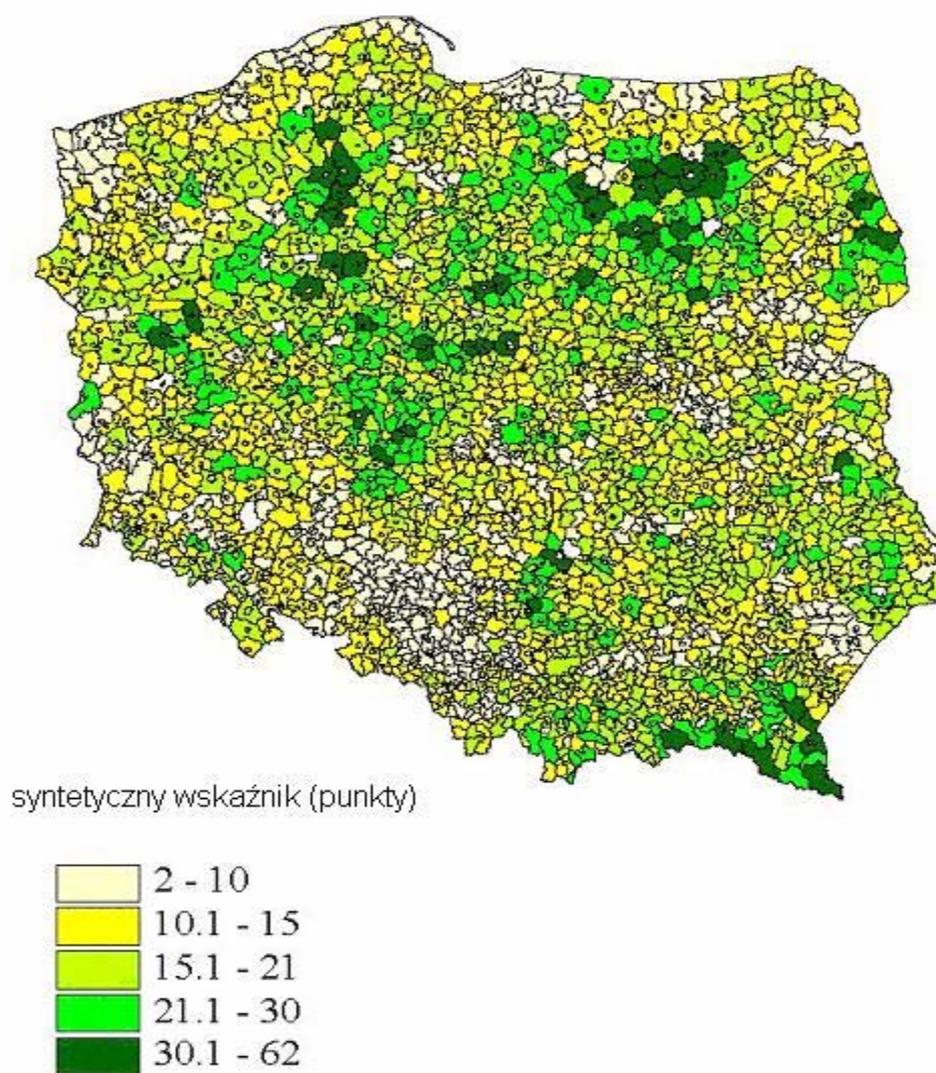 syntetyczny wskaźnik (punkty)
2 - 10
10.1 - 15
15.1 - 21
21.1 - 30
30.1 - 62